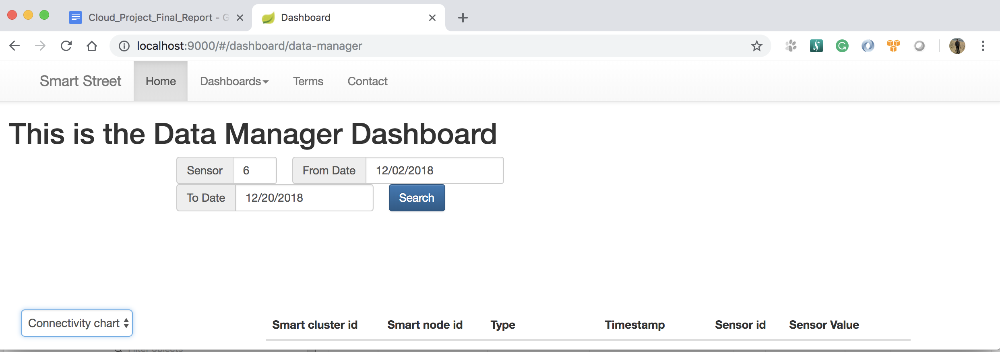 Cloud_Project_Final_Report - G
Dashboard
localhost:9000/#/dashboard/data-manager
Smart Street Home Dashboards Terms Contact
This is the Data Manager Dashboard
Sensor 6 From Date 12/02/2018
To Date 12/20/2018 Search
Connectivity chart
Smart cluster id Smart node id Type Timestamp Sensor id Sensor Value
Filter objects